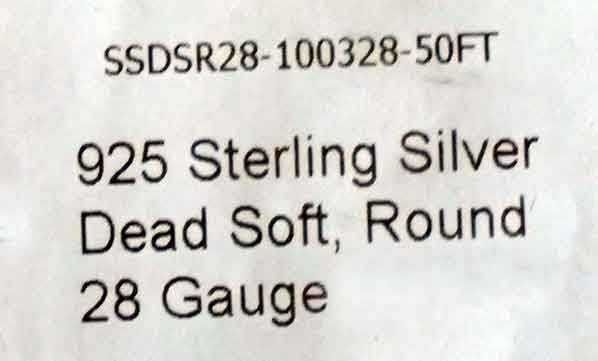 SSDSR28-100328-50FT
925 Sterling Silver
Dead Soft, Round
28 Gauge